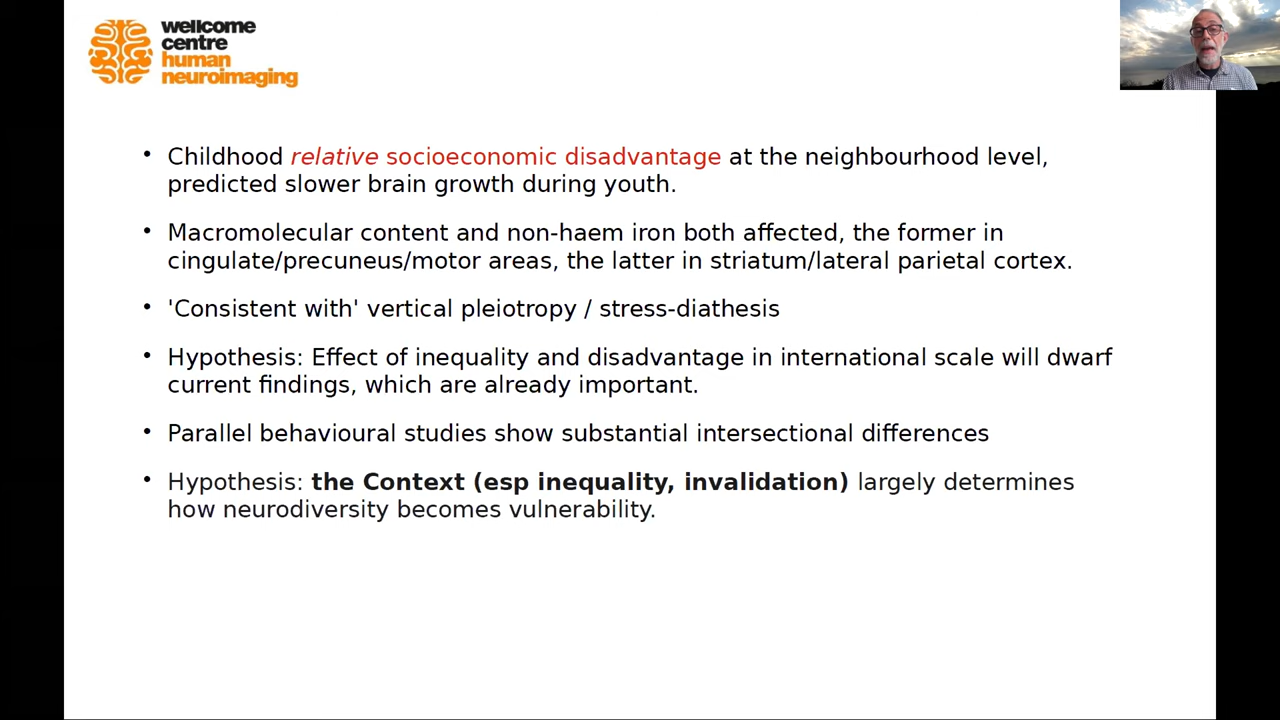 wellcome
centre
human
neuroimaging
• Childhood relative socioeconomic disadvantage at the neighbourhood level,
predicted slower brain growth during youth.
• Macromolecular content and non-haem iron both affected, the former in
cingulate/precuneus/motor areas, the latter in striatum/lateral parietal cortex.
• 'Consistent with' vertical pleiotropy / stress-diathesis
• Hypothesis: Effect of inequality and disadvantage in international scale will dwarf
current findings, which are already important.
• Parallel behavioural studies show substantial intersectional differences
• Hypothesis: the Context (esp inequality, invalidation) largely determines
how neurodiversity becomes vulnerability.